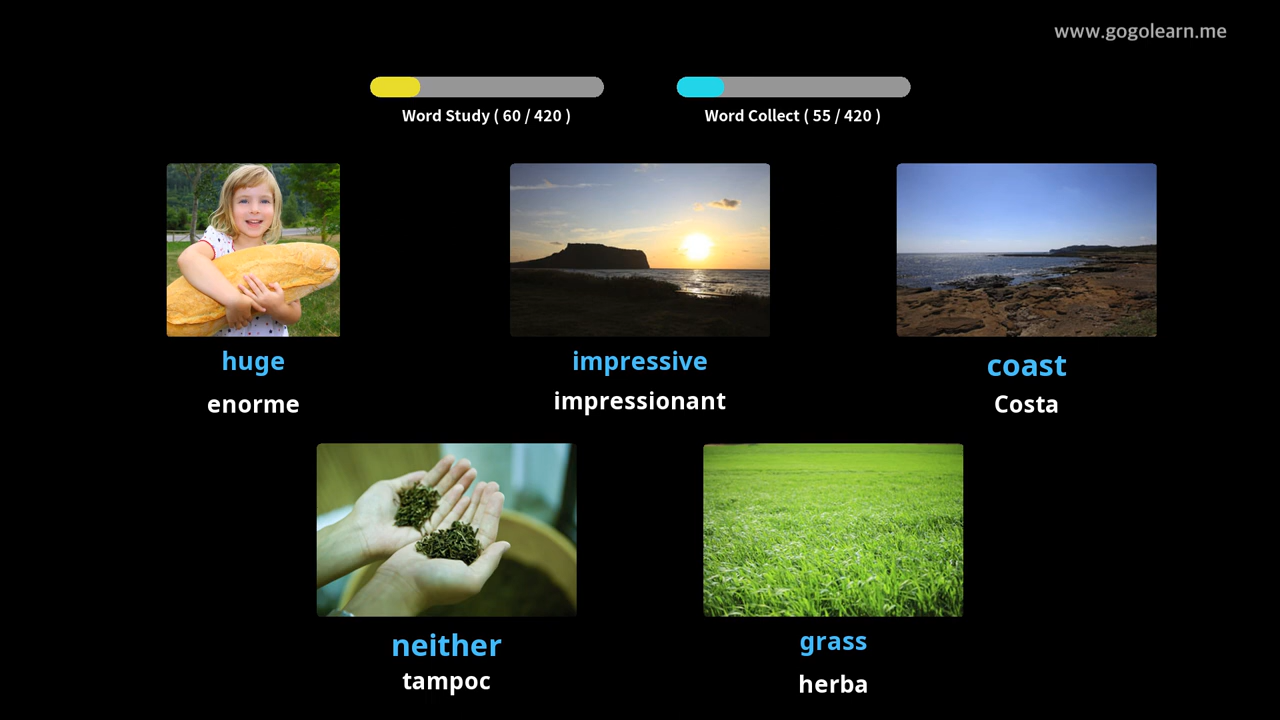 www.gogolearn.me
Word Study ( 60 / 420 )
Word Collect ( 55 / 420 )
huge
enorme
impressive
impressionant
coast
Costa
neither
tampoc
grass
herba